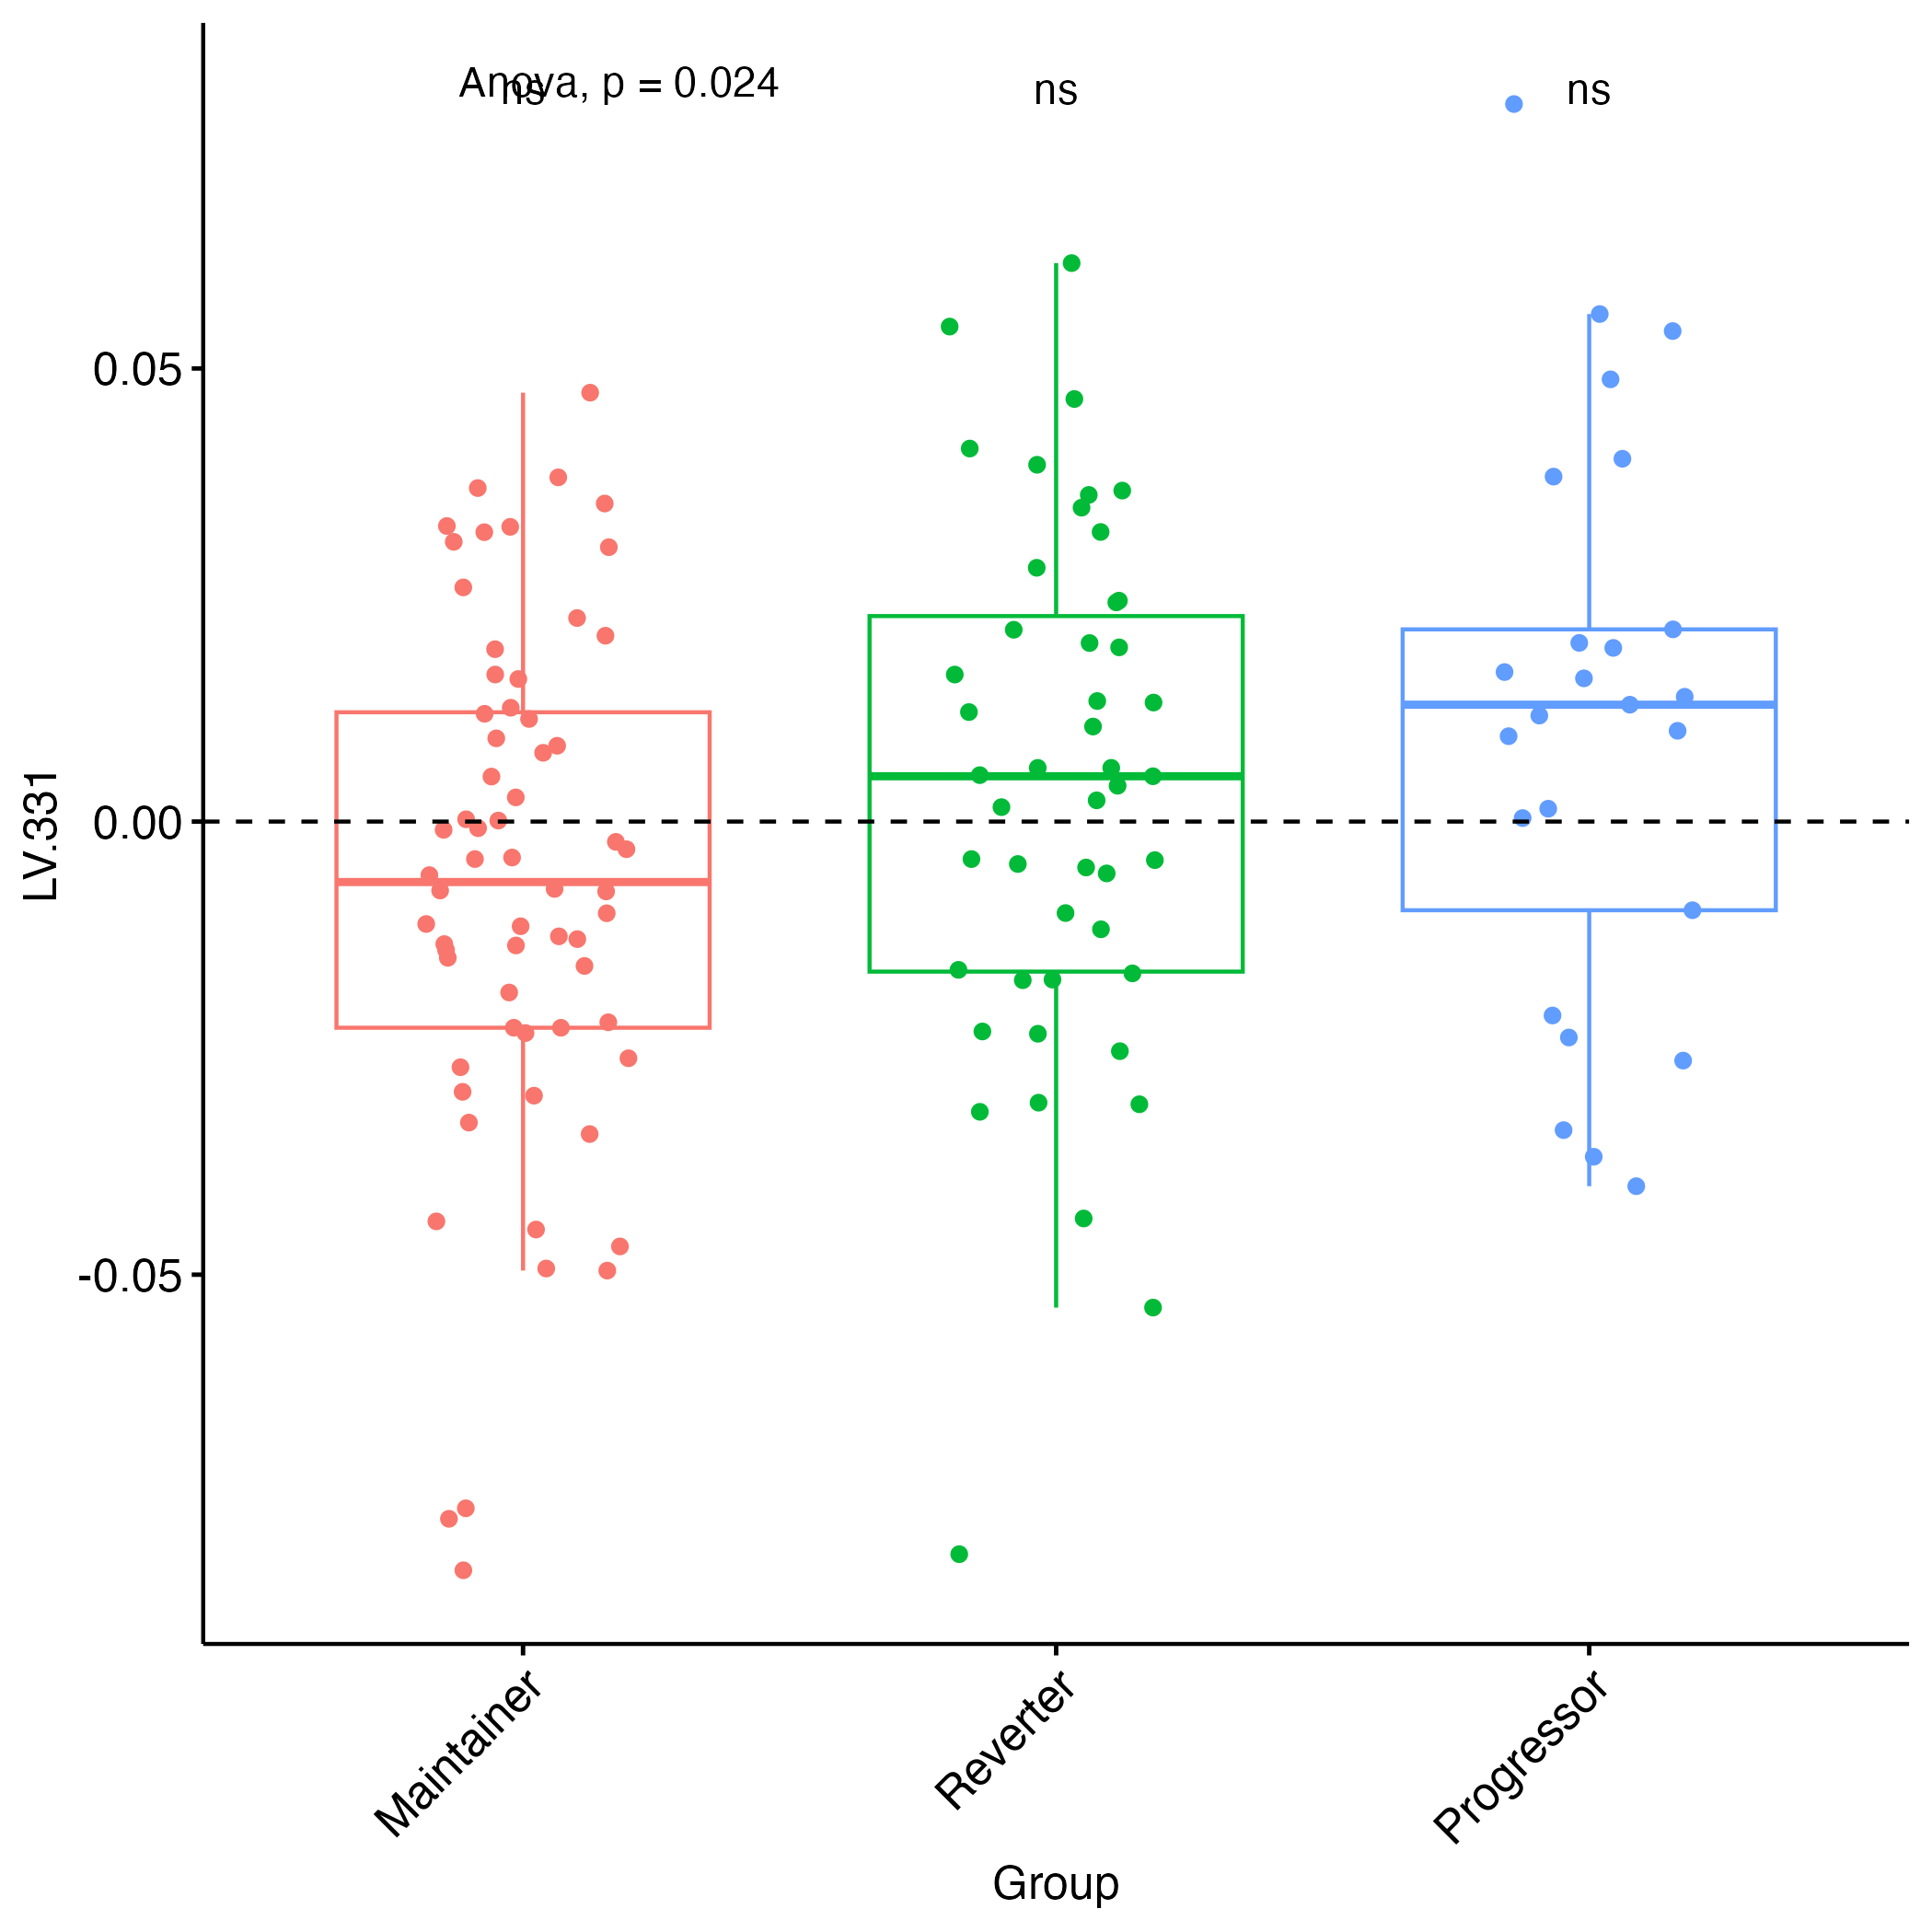 Anova, p = 0.024
ns
ns
ns
0.05
0.00
-0.05
LV.331
Maintainer
Reverter
Progressor
Group